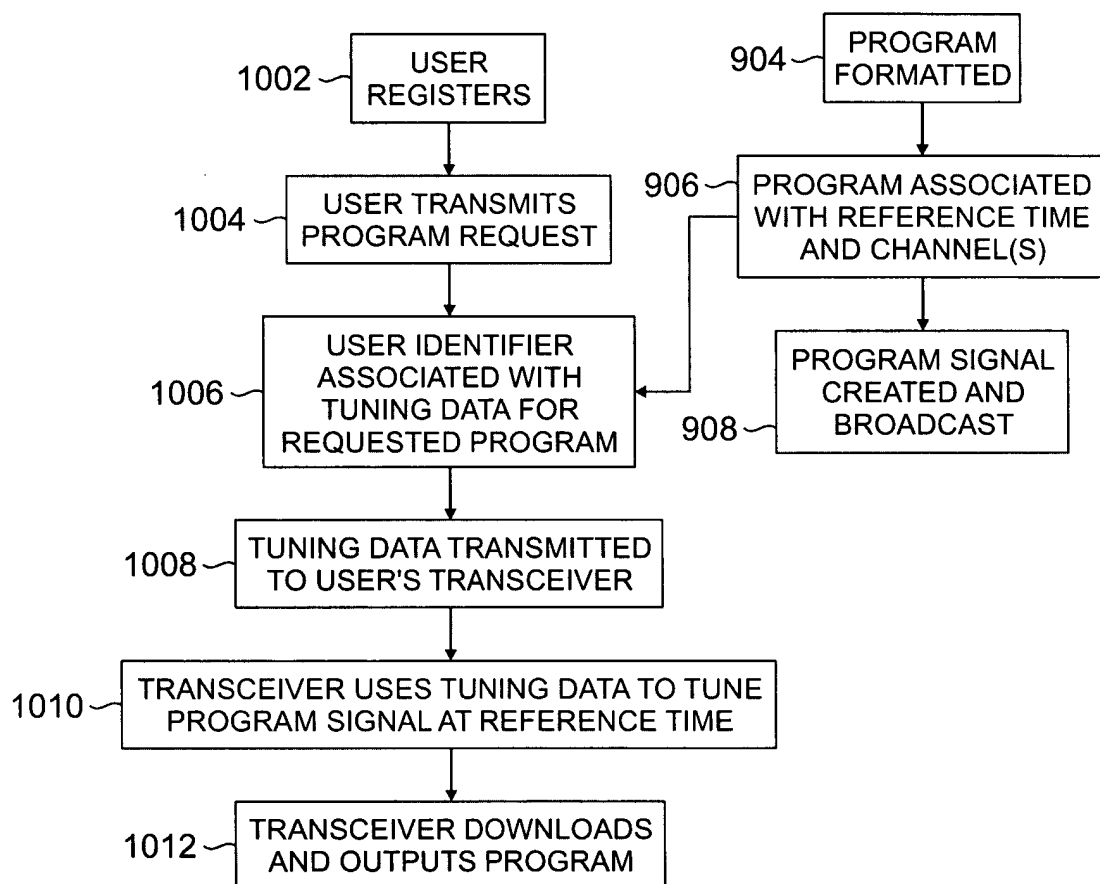 1002
USER
REGISTERS
1004
USER TRANSMITS
PROGRAM REQUEST
1006
USER IDENTIFIER
ASSOCIATED WITH
TUNING DATA FOR
REQUESTED PROGRAM
1008
TUNING DATA TRANSMITTED
TO USER'S TRANSCEIVER
1010
TRANSCEIVER USES TUNING DATA TO TUNE
PROGRAM SIGNAL AT REFERENCE TIME
1012
TRANSCEIVER DOWNLOADS
AND OUTPUTS PROGRAM
904
PROGRAM
FORMATTED
906
PROGRAM ASSOCIATED
WITH REFERENCE TIME
AND CHANNEL(S)
908
PROGRAM SIGNAL
CREATED AND
BROADCAST